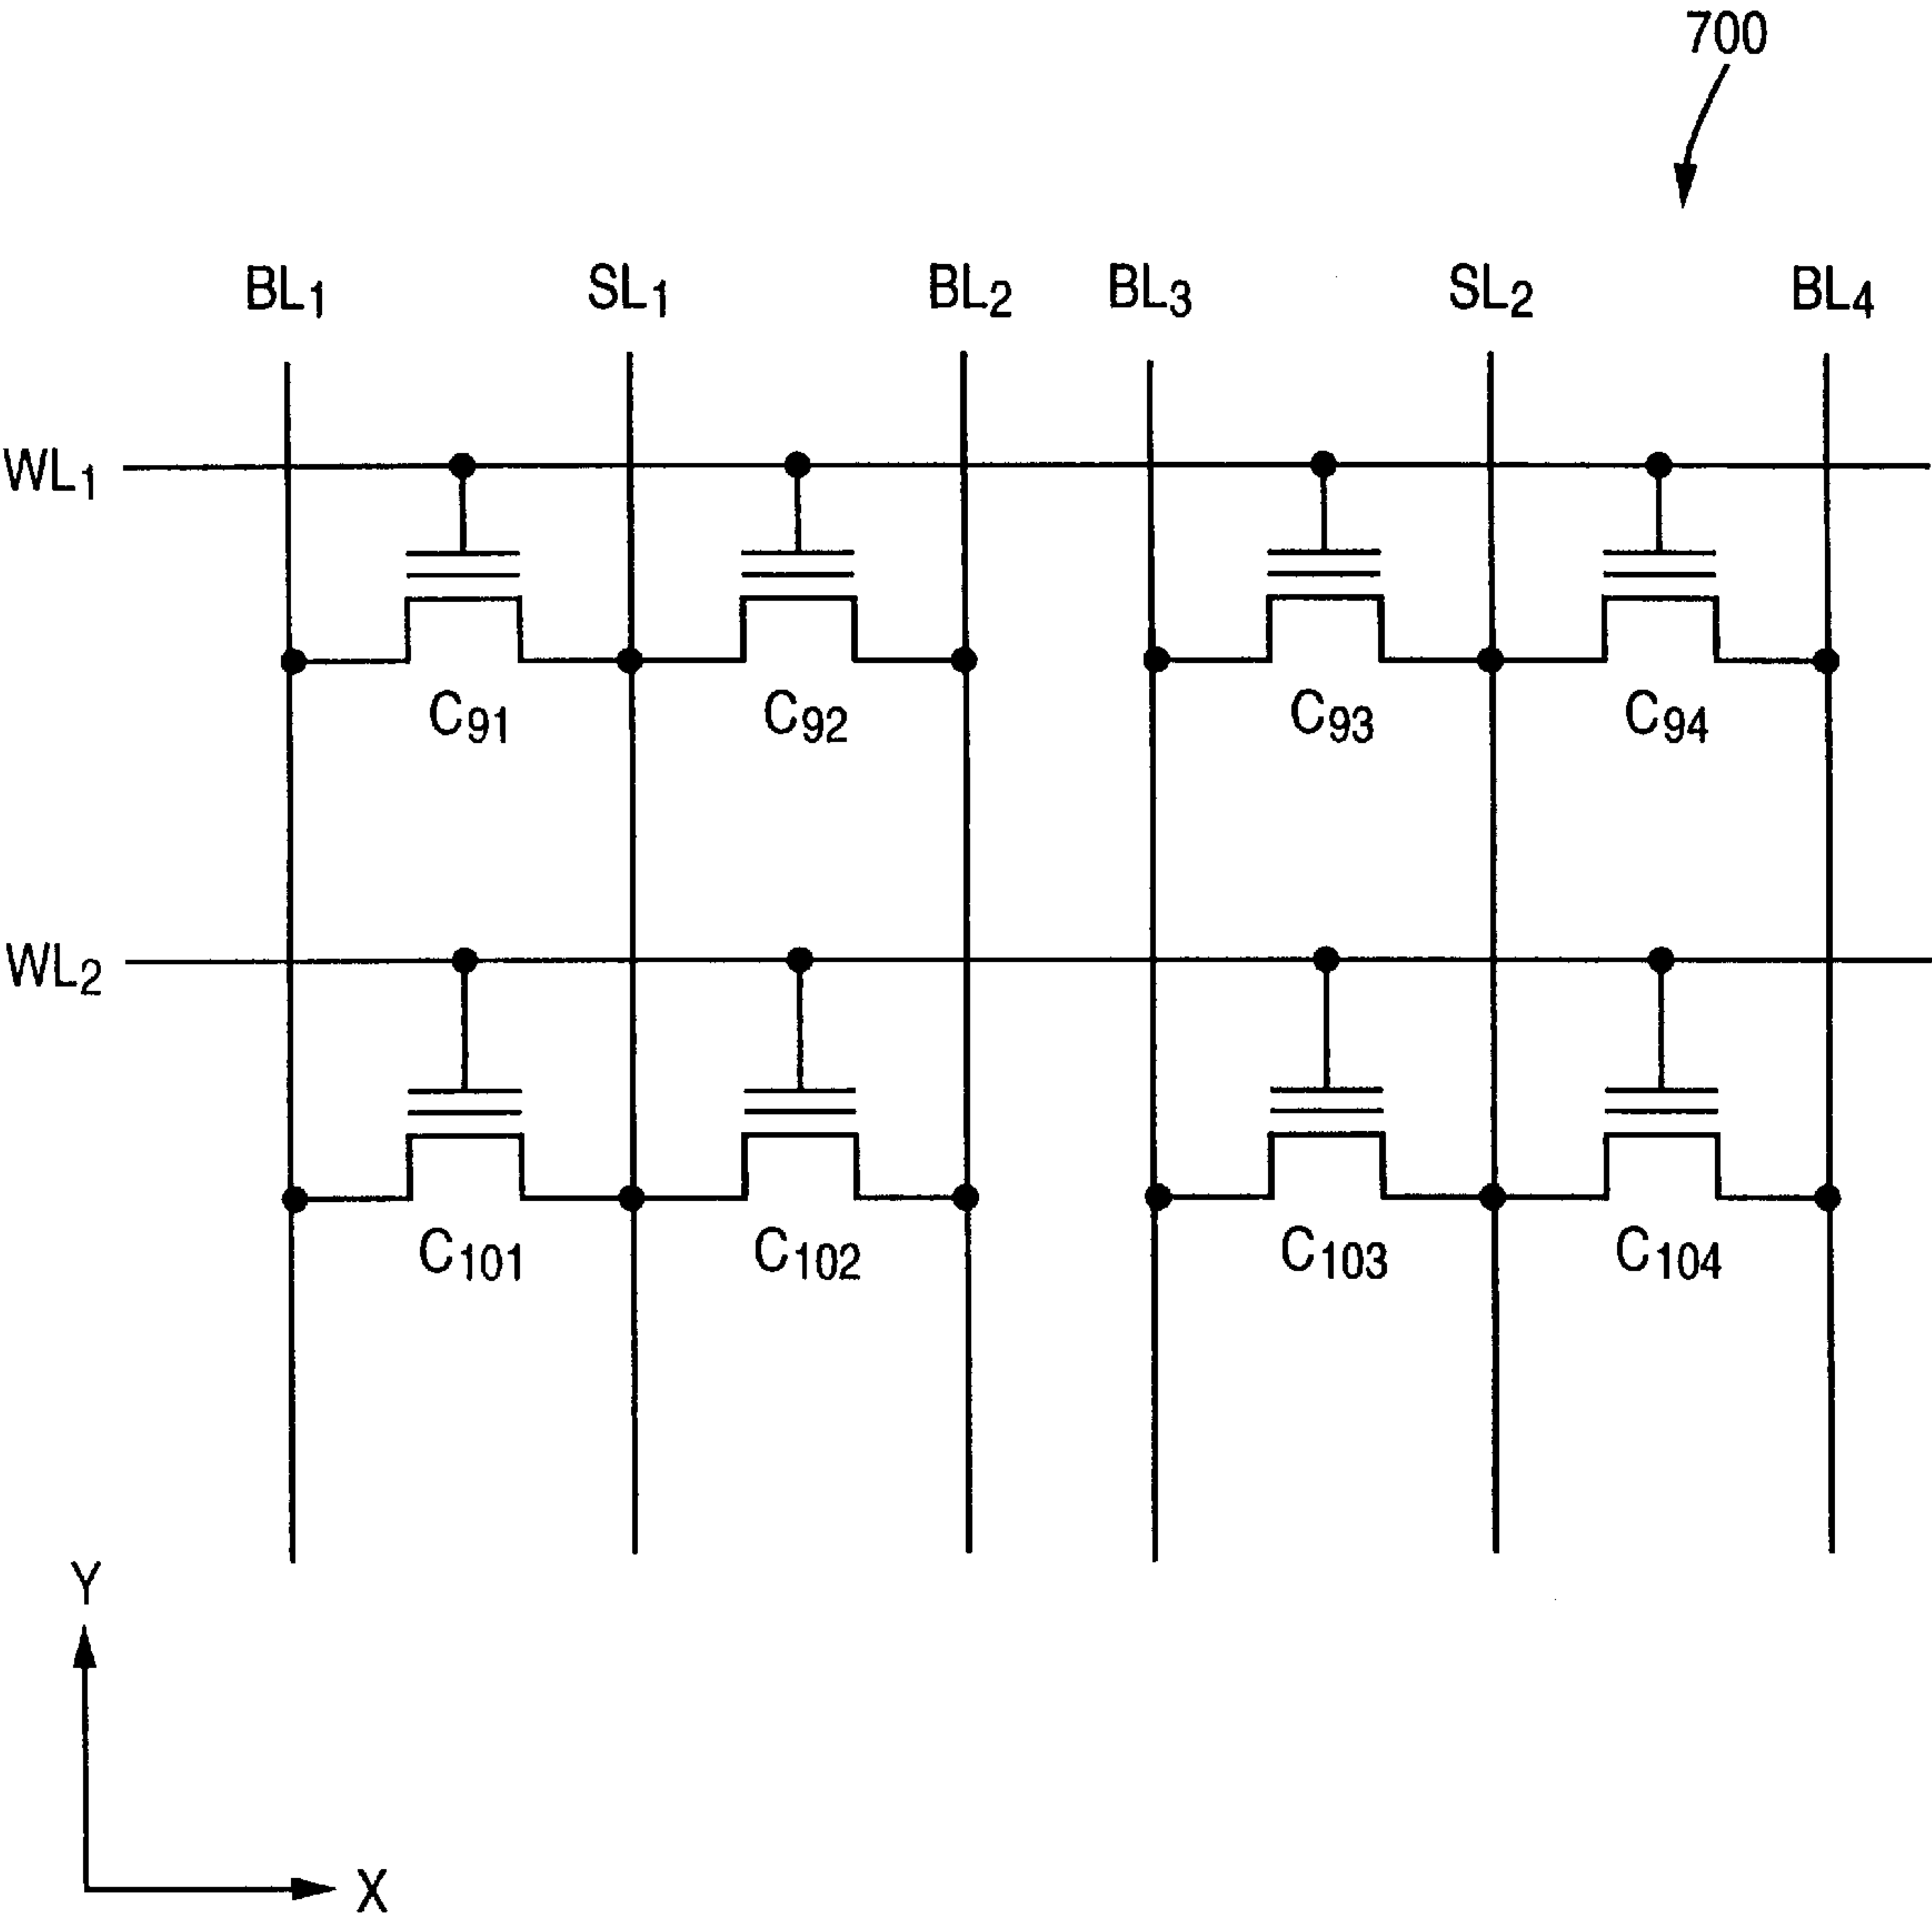 700
BL1 SL1 BL2 BL3 SL2 BL4
WL1
C91 C92 C93 C94
WL2
C101 C102 C103 C104
Y
X